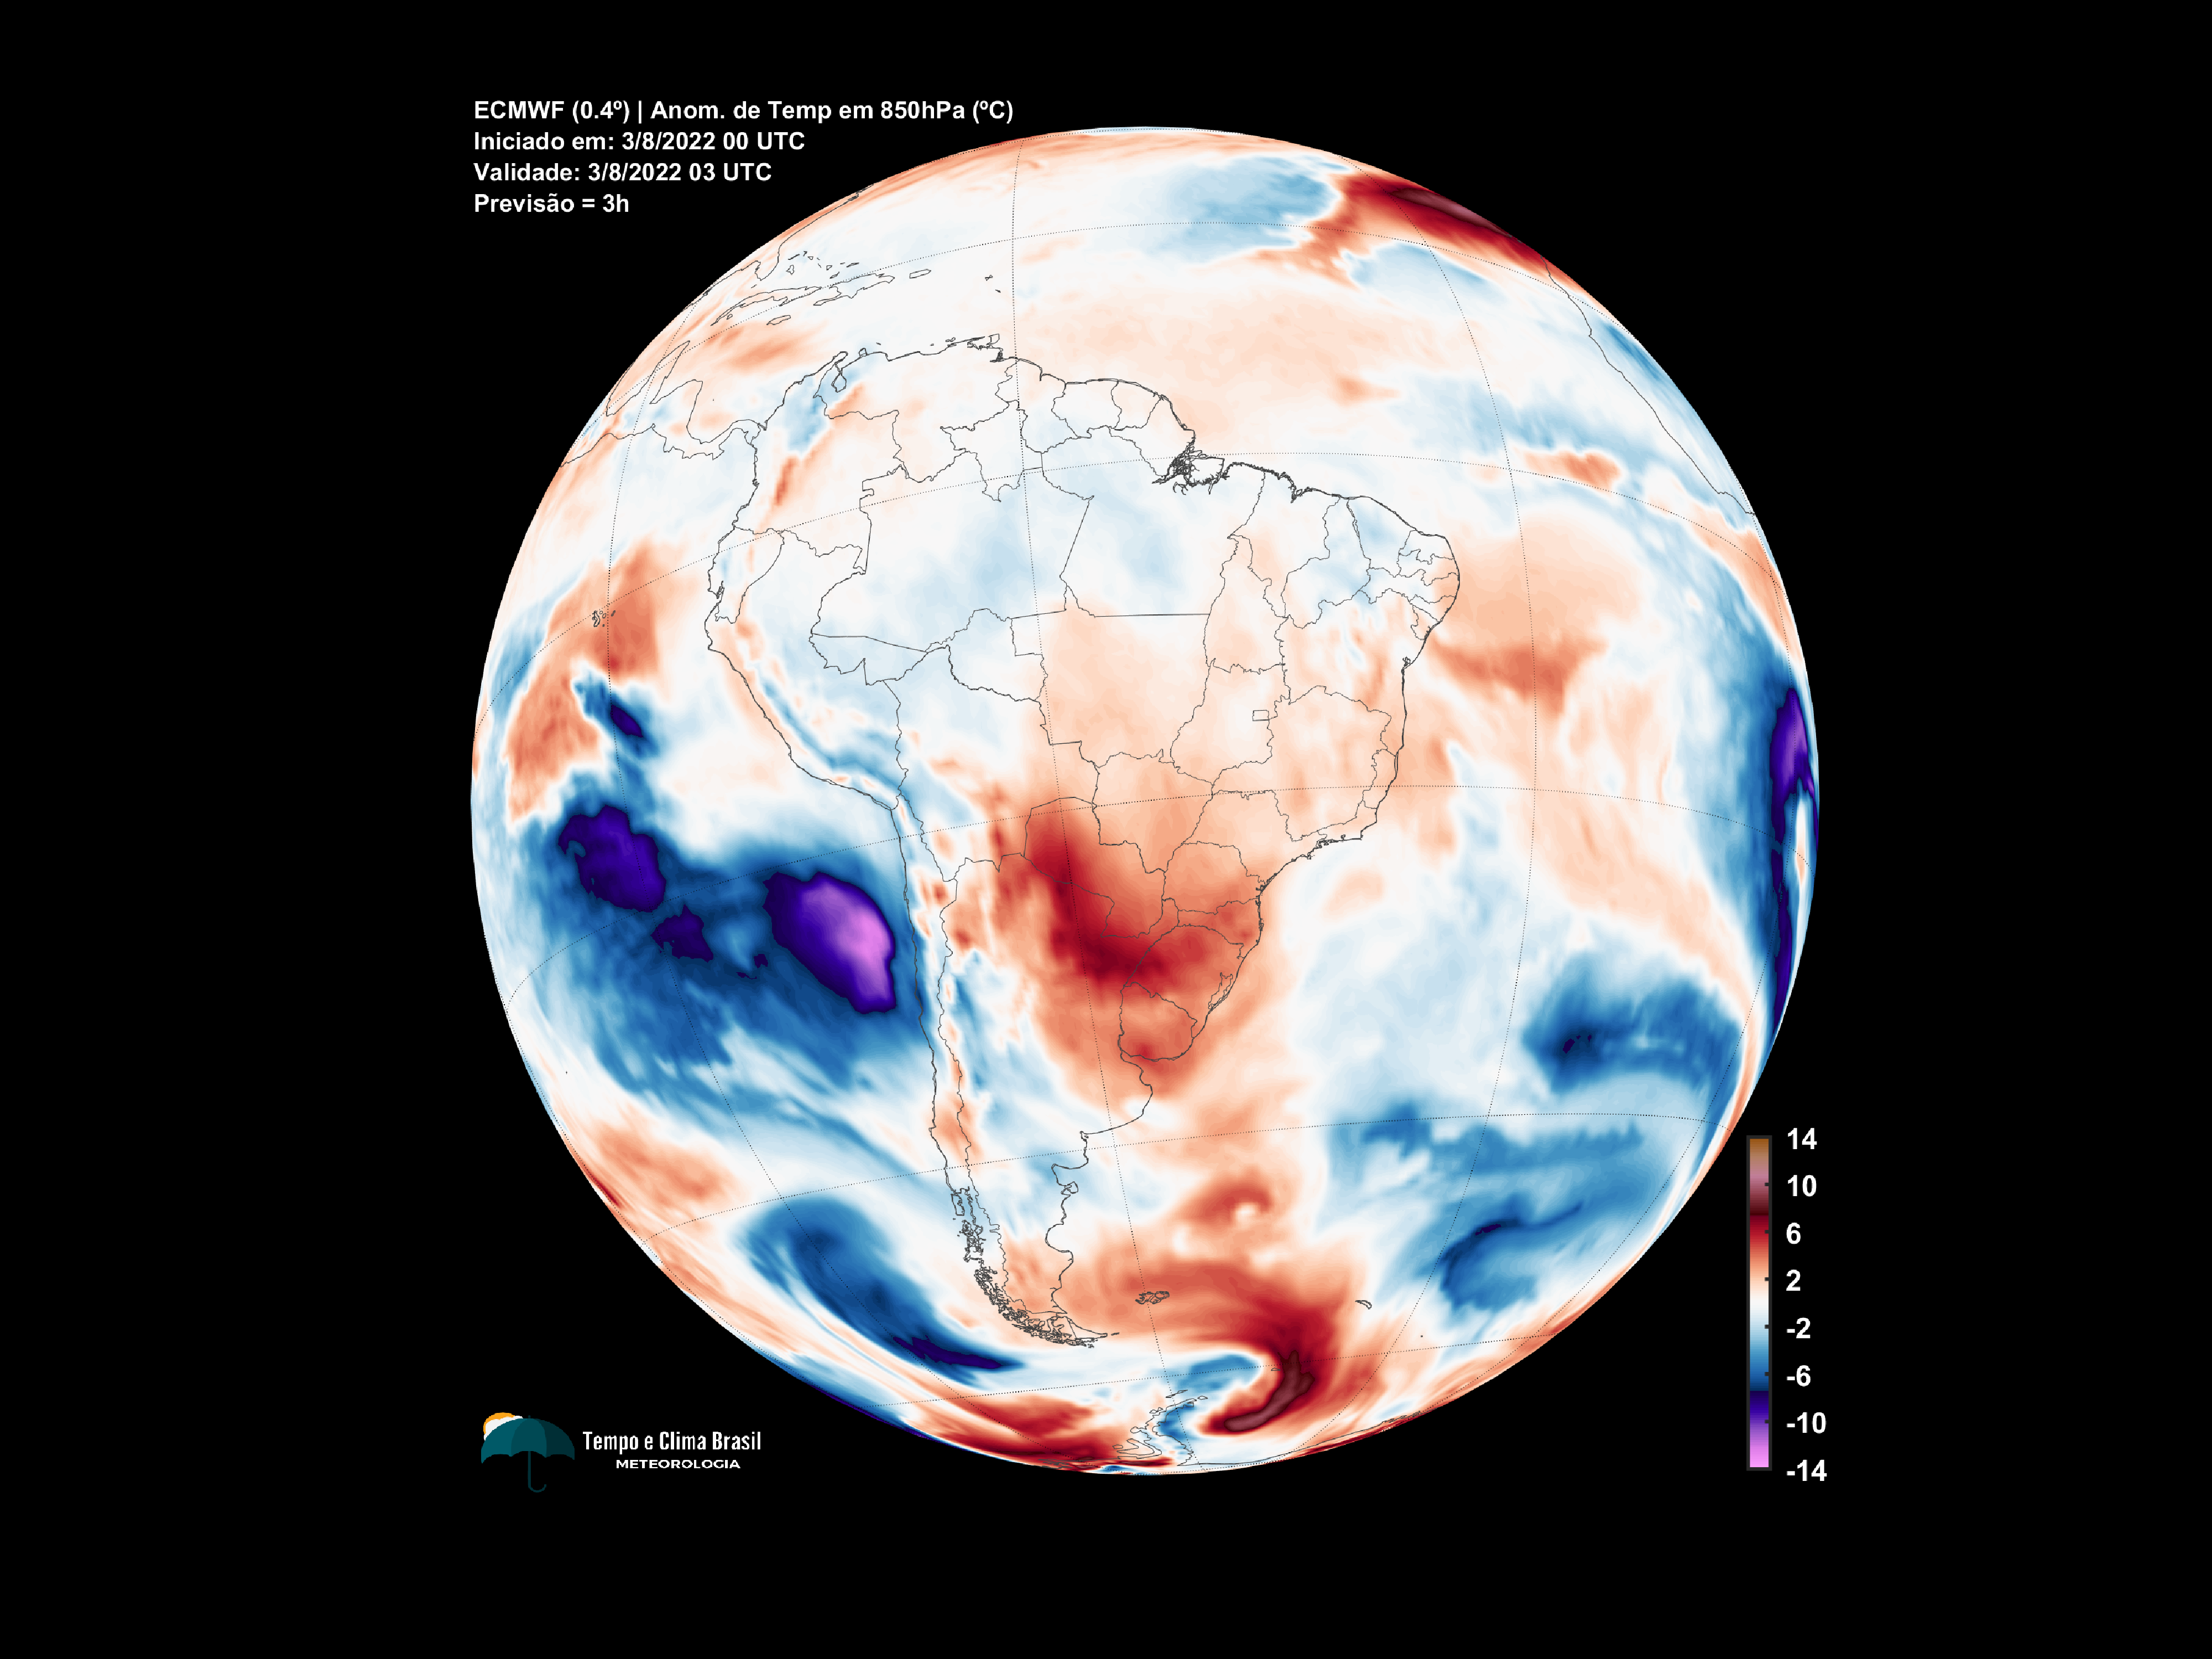 ECMWF (0.4º) | Anom. de Temp em 850hPa (ºC)
Iniciado em: 3/8/2022 00 UTC
Validade: 3/8/2022 03 UTC
Previsão = 3h
14
10
6
2
-2
-6
-10
-14
Tempo e Clima Brasil
METEOROLOGIA